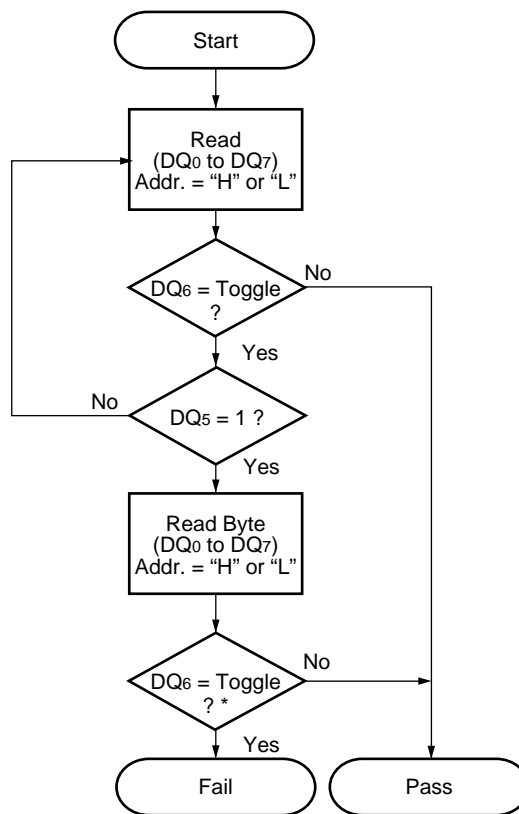 Start
Read
(DQ0 to DQ7)
Addr. = “H” or “L”
DQ6 = Toggle
?
No
Yes
DQ5 = 1 ?
No
Yes
Read Byte
(DQ0 to DQ7)
Addr. = “H” or “L”
DQ6 = Toggle
? *
No
Yes
Fail
Pass